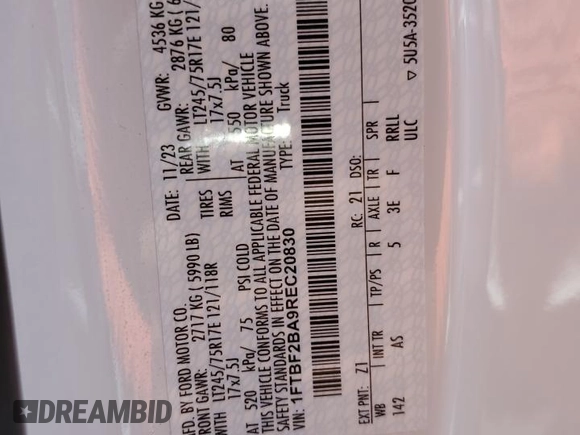 MFD. BY FORD MOTOR CO.
DATE: 11/23 GVWR: 4536 KG
FRONT GAWR: 2717 KG ( 5990 LB) REAR GAWR: 2876 KG (
WITH LT245/75R17E 121/118R TIRES WITH LT245/75R17E 121/
17x7.5J RIMS 17x7.5J
AT 520 kPa/ 75 PSI COLD AT 550 kPa/ 80
THIS VEHICLE CONFORMS TO ALL APPLICABLE FEDERAL MOTOR VEHICLE
SAFETY STANDARDS IN EFFECT ON THE DATE OF MANUFACTURE SHOWN ABOVE.
VIN: 1FTBF2BA9REC20830 TYPE: Truck
EXT PNT: Z1 RC: 21 DSO:
WB INT TR TP/PS R AXLE TR SPR
142 AS 5 3E F RRLL
ULC 5U5A-3520
DREAMBID